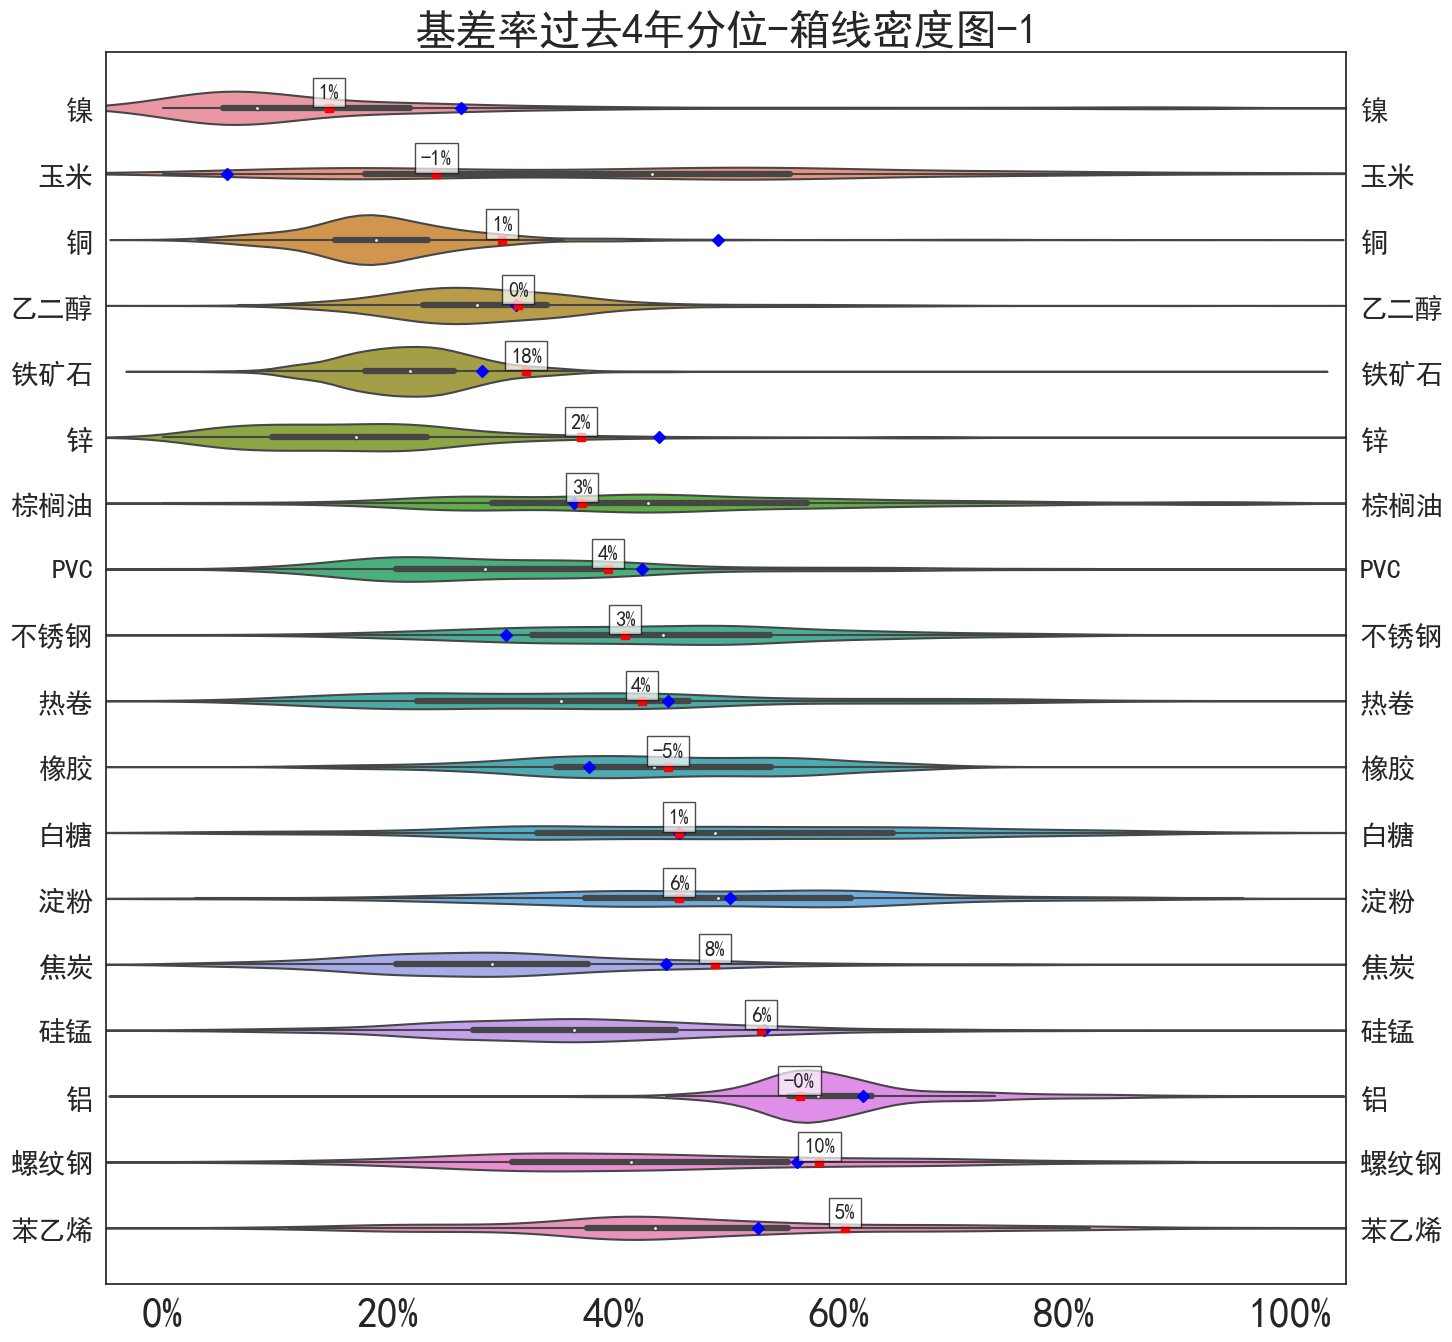 基差率过去4年分位-箱线密度图-1
镍 1% 镍
玉米 -1% 玉米
铜 1% 铜
乙二醇 0% 乙二醇
铁矿石 18% 铁矿石
锌 2% 锌
棕榈油 3% 棕榈油
PVC 4% PVC
不锈钢 3% 不锈钢
热卷 4% 热卷
橡胶 -5% 橡胶
白糖 1% 白糖
淀粉 6% 淀粉
焦炭 8% 焦炭
硅锰 6% 硅锰
铝 -0% 铝
螺纹钢 10% 螺纹钢
苯乙烯 5% 苯乙烯
0% 20% 40% 60% 80% 100%